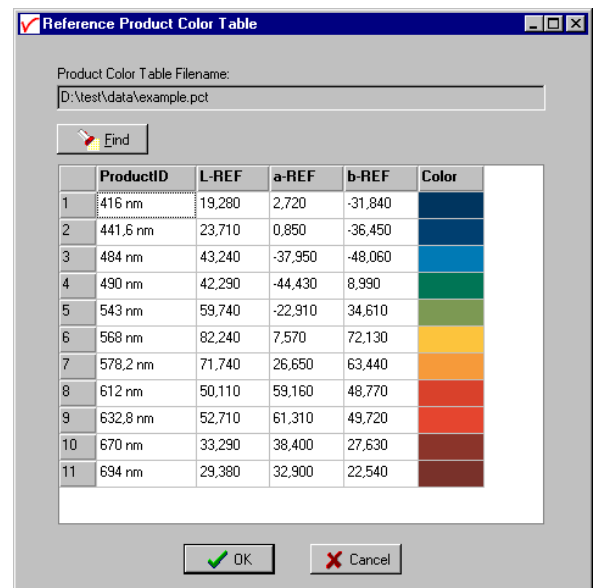 Reference Product Color Table
Product Color Table Filename:
D:\test\data\example.pct
Find
ProductID L-REF a-REF b-REF Color
1 416 nm 19,280 2,720 -31,840
2 441,6 nm 23,710 0,850 -36,450
3 484 nm 43,240 -37,950 -48,060
4 490 nm 42,290 -44,430 8,990
5 543 nm 59,740 -22,910 34,610
6 568 nm 82,240 7,570 72,130
7 578,2 nm 71,740 26,650 63,440
8 612 nm 50,110 59,160 48,770
9 632,8 nm 52,710 61,310 49,720
10 670 nm 33,290 38,400 27,630
11 694 nm 29,380 32,900 22,540
OK Cancel